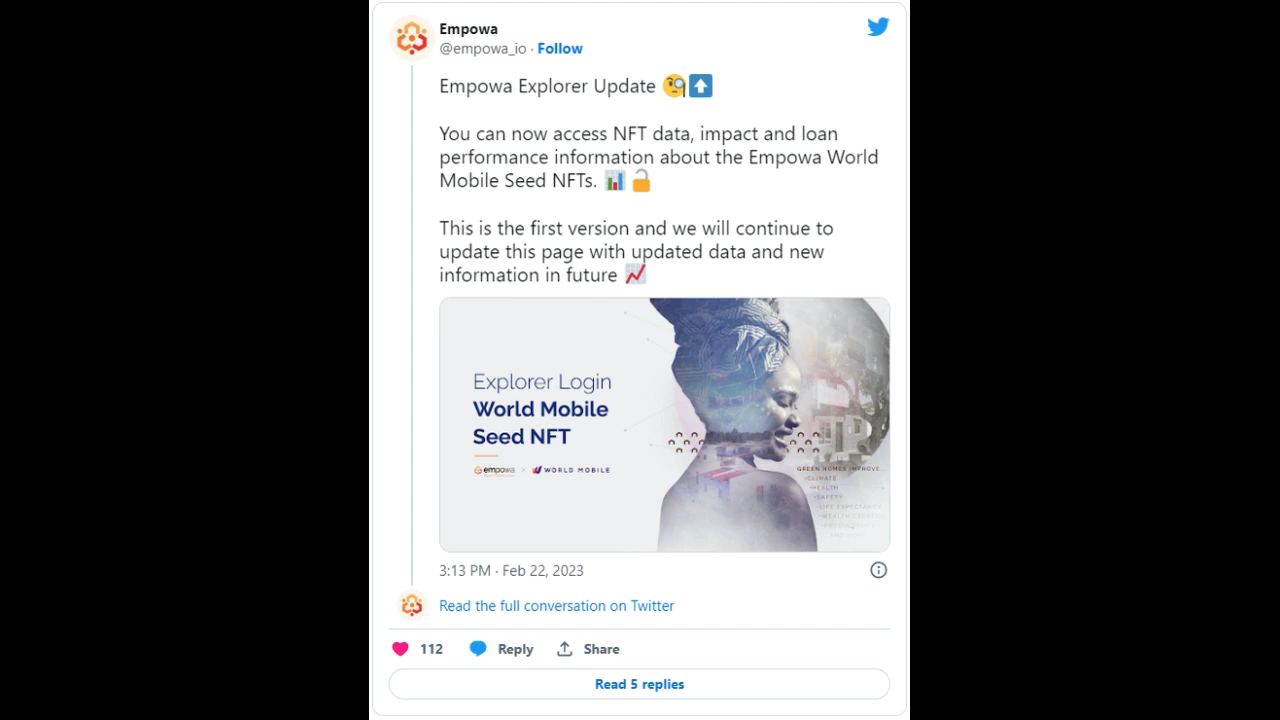 Empowa
@empowa_io · Follow
Empowa Explorer Update 🧐⬆️
You can now access NFT data, impact and loan
performance information about the Empowa World
Mobile Seed NFTs. 📊 🔓
This is the first version and we will continue to
update this page with updated data and new
information in future 📈
Explorer Login
World Mobile
Seed NFT
empowa × WORLD MOBILE
GREEN HOMES IMPROVE...
-CLIMATE
-HEALTH
-SAFETY
-LIFE EXPECTANCY
3:13 PM · Feb 22, 2023
Read the full conversation on Twitter
112 Reply Share
Read 5 replies